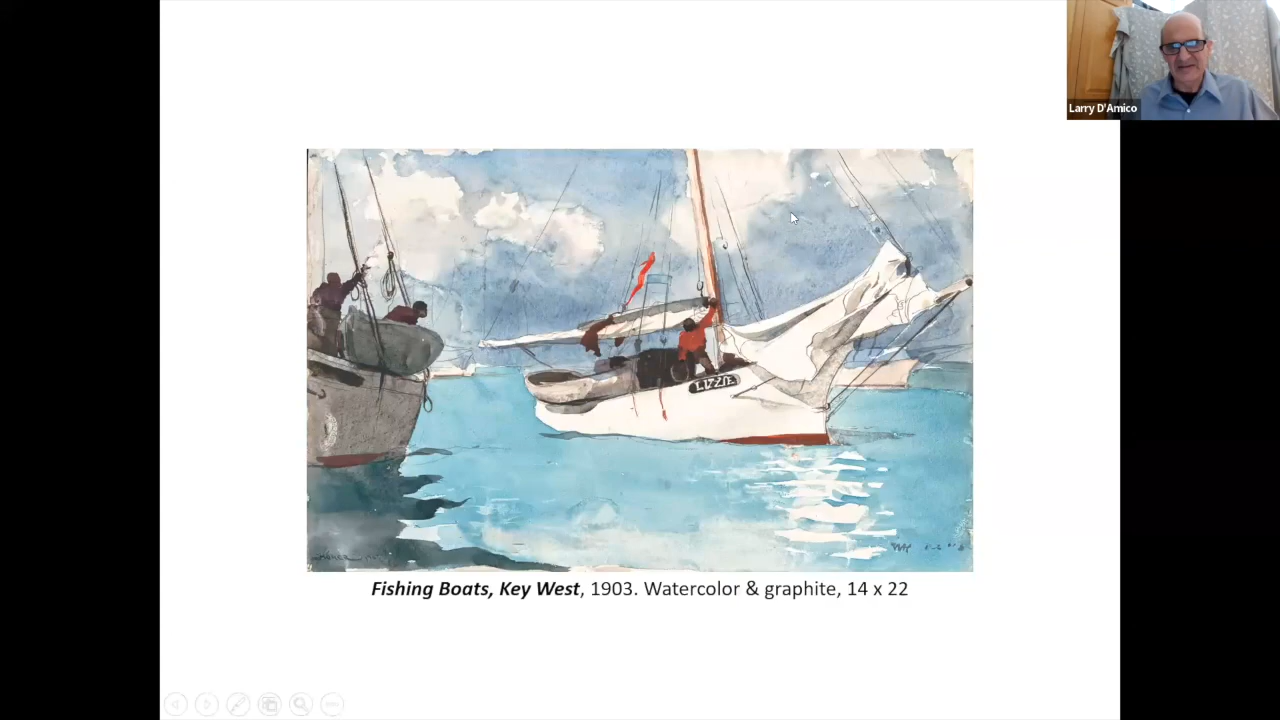 Larry D'Amico
LIZZIE
Fishing Boats, Key West, 1903. Watercolor & graphite, 14 x 22